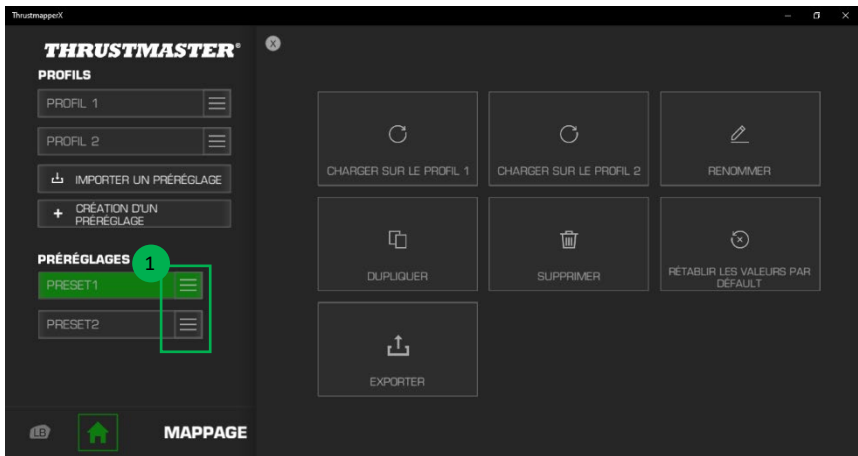 ThrustmapperX
THRUSTMASTER®
X
PROFILS
PROFIL 1
PROFIL 2
IMPORTER UN PRÉRÉGLAGE
CRÉATION D'UN
PRÉRÉGLAGE
PRÉRÉGLAGES
1
PRESET1
PRESET2
LB
MAPPAGE
CHARGER SUR LE PROFIL 1
CHARGER SUR LE PROFIL 2
RENOMMER
DUPLIQUER
SUPPRIMER
RÉTABLIR LES VALEURS PAR
DÉFAULT
EXPORTER